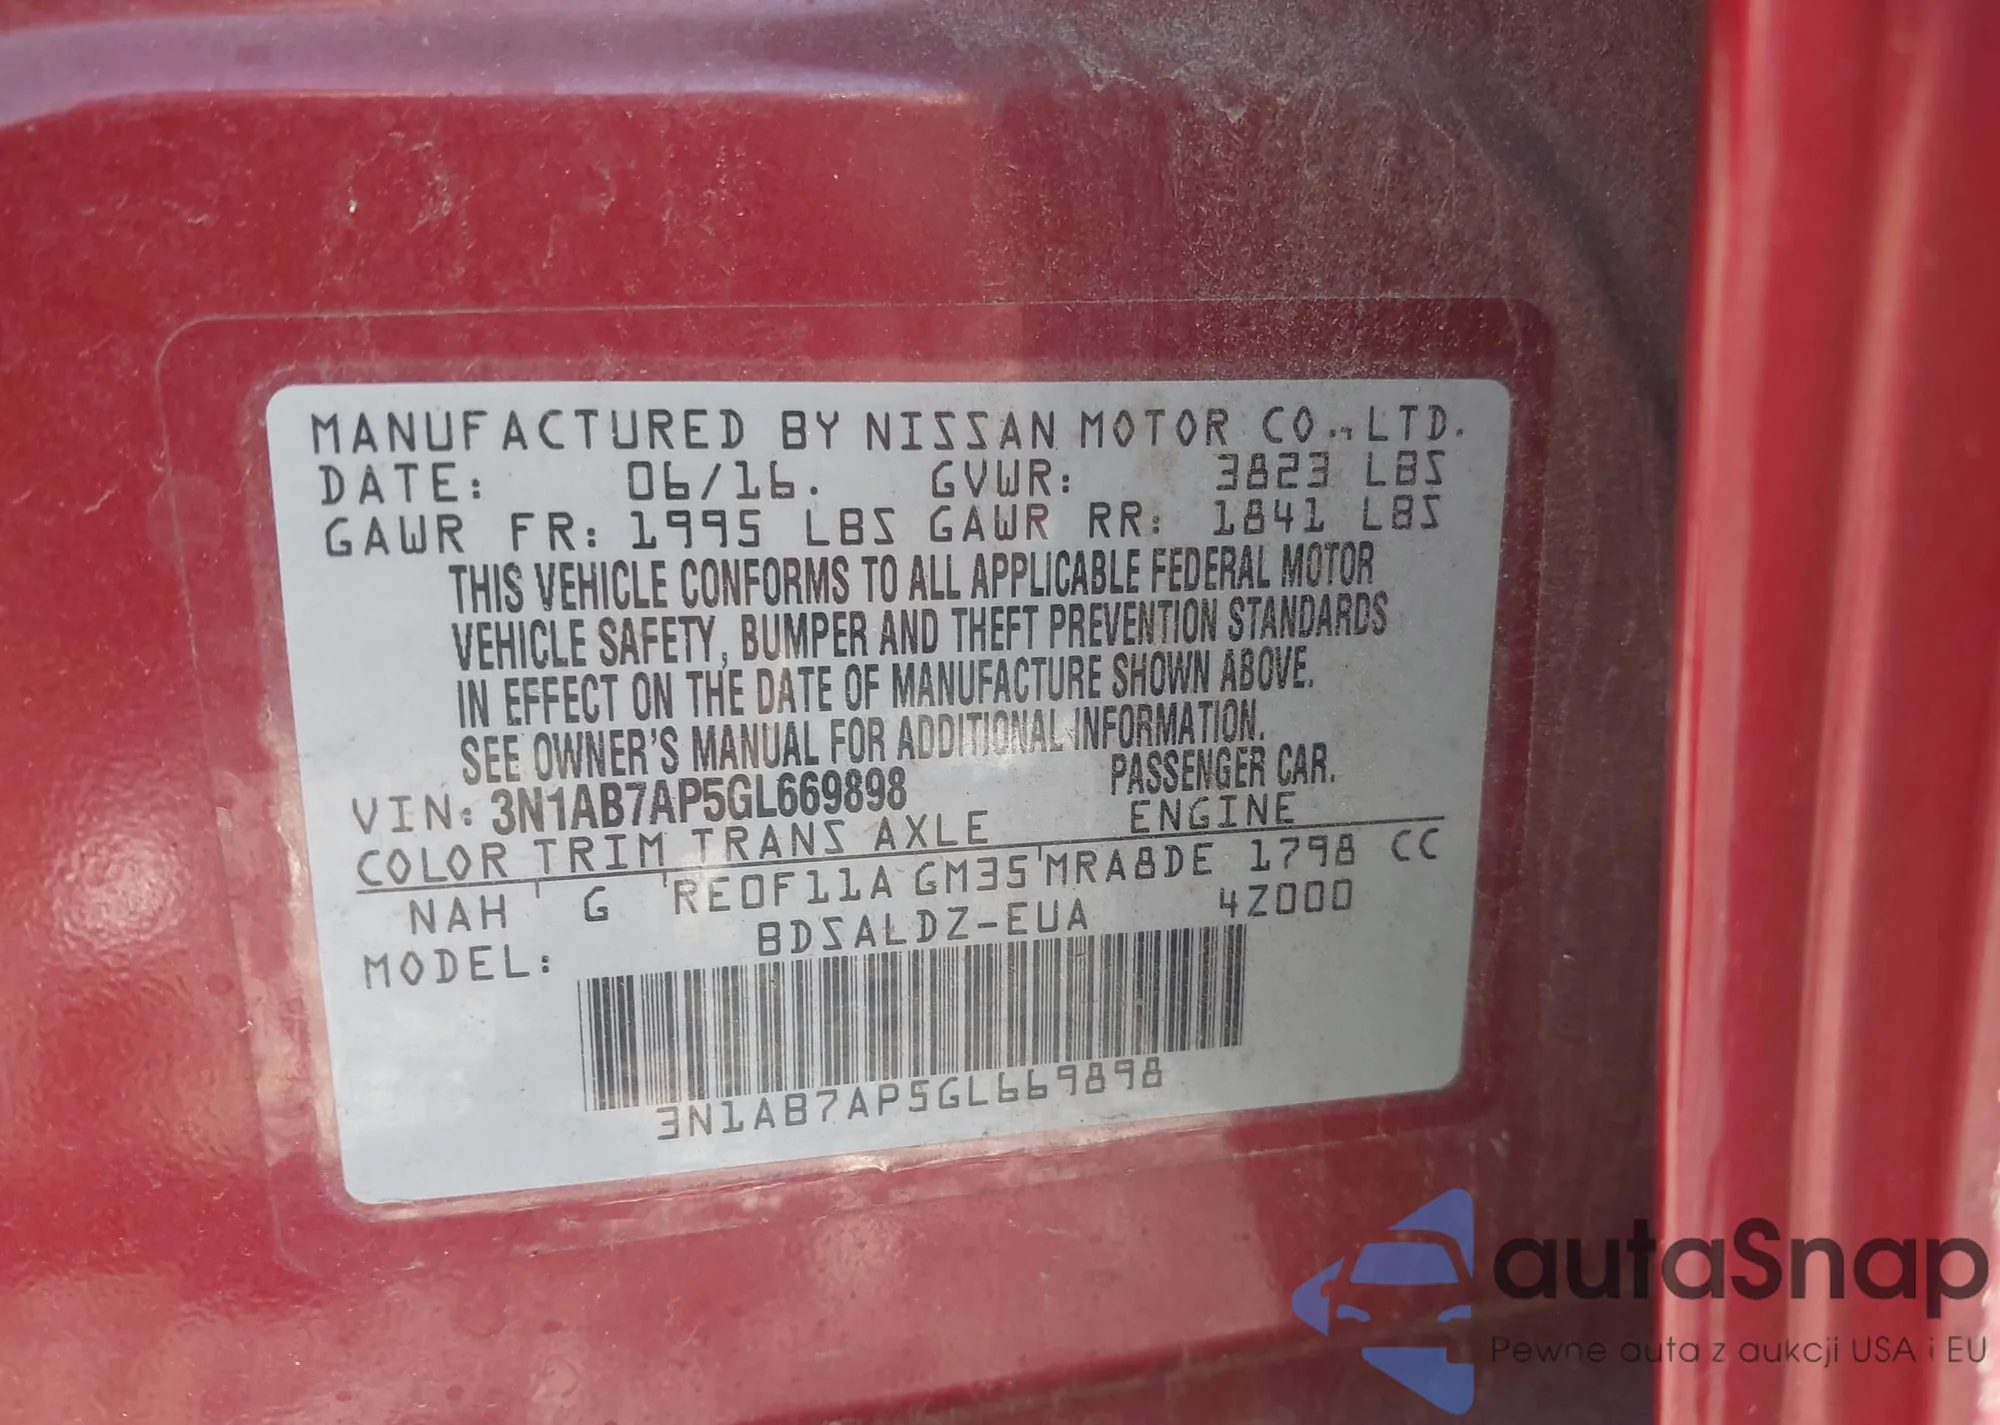 MANUFACTURED BY NISSAN MOTOR CO., LTD.
DATE: 06/16. GVWR: 3823 LBS
GAWR FR: 1995 LBS GAWR RR: 1841 LBS
THIS VEHICLE CONFORMS TO ALL APPLICABLE FEDERAL MOTOR
VEHICLE SAFETY, BUMPER AND THEFT PREVENTION STANDARDS
IN EFFECT ON THE DATE OF MANUFACTURE SHOWN ABOVE.
SEE OWNER'S MANUAL FOR ADDITIONAL INFORMATION.
VIN: 3N1AB7AP5GL669898 PASSENGER CAR.
COLOR TRIM TRANS AXLE ENGINE
NAH G RE0F11A GM35 MRA8DE 1798 CC
MODEL: BDSALDZ-EUA 4Z000
3N1AB7AP5GL669898
autaSnap
Pewne auta z aukcji USA i EU